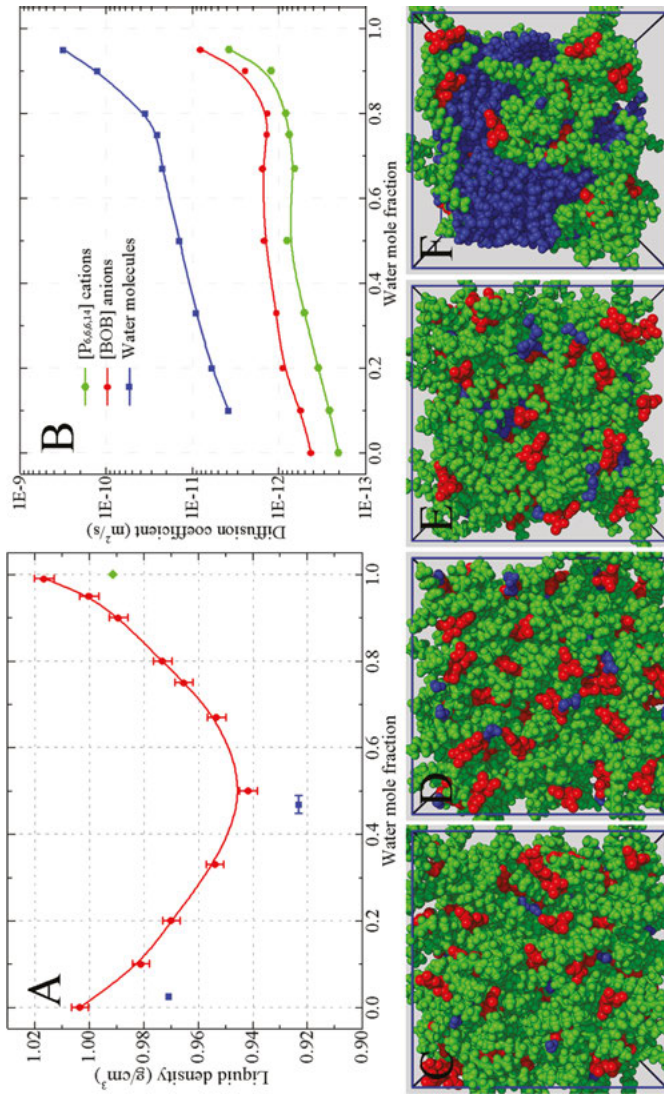 A
Liquid density (g/cm³)
1.02
1.00
0.98
0.96
0.94
0.92
0.90
0.0
0.2
0.4
0.6
0.8
1.0
Water mole fraction
B
[P6,6,6,14] cations
[BOB] anions
Water molecules
Diffusion coefficient (m²/s)
1E-9
1E-10
1E-11
1E-12
1E-13
0.0
0.2
0.4
0.6
0.8
1.0
Water mole fraction
C
D
E
F